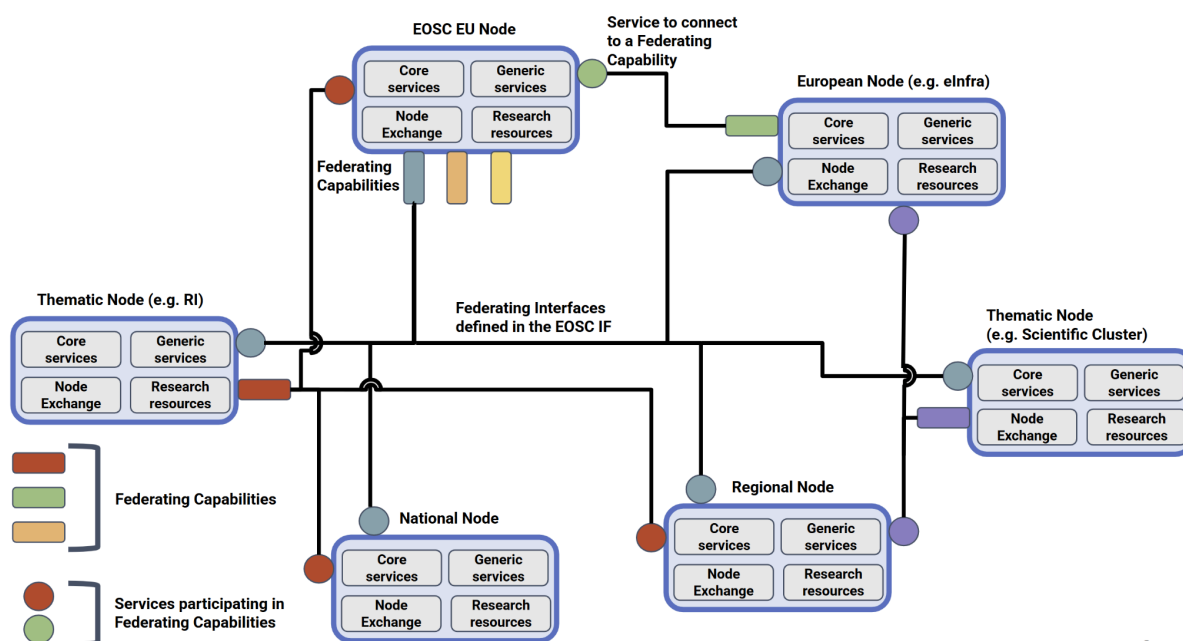 EOSC EU Node
Core
services
Generic
services
Node
Exchange
Research
resources
Service to connect
to a Federating
Capability
European Node (e.g. eInfra)
Core
services
Generic
services
Node
Exchange
Research
resources
Federating
Capabilities
Thematic Node (e.g. RI)
Core
services
Generic
services
Node
Exchange
Research
resources
Federating Interfaces
defined in the EOSC IF
Thematic Node
(e.g. Scientific Cluster)
Core
services
Generic
services
Node
Exchange
Research
resources
Federating Capabilities
National Node
Core
services
Generic
services
Node
Exchange
Research
resources
Regional Node
Core
services
Generic
services
Node
Exchange
Research
resources
Services participating in
Federating Capabilities